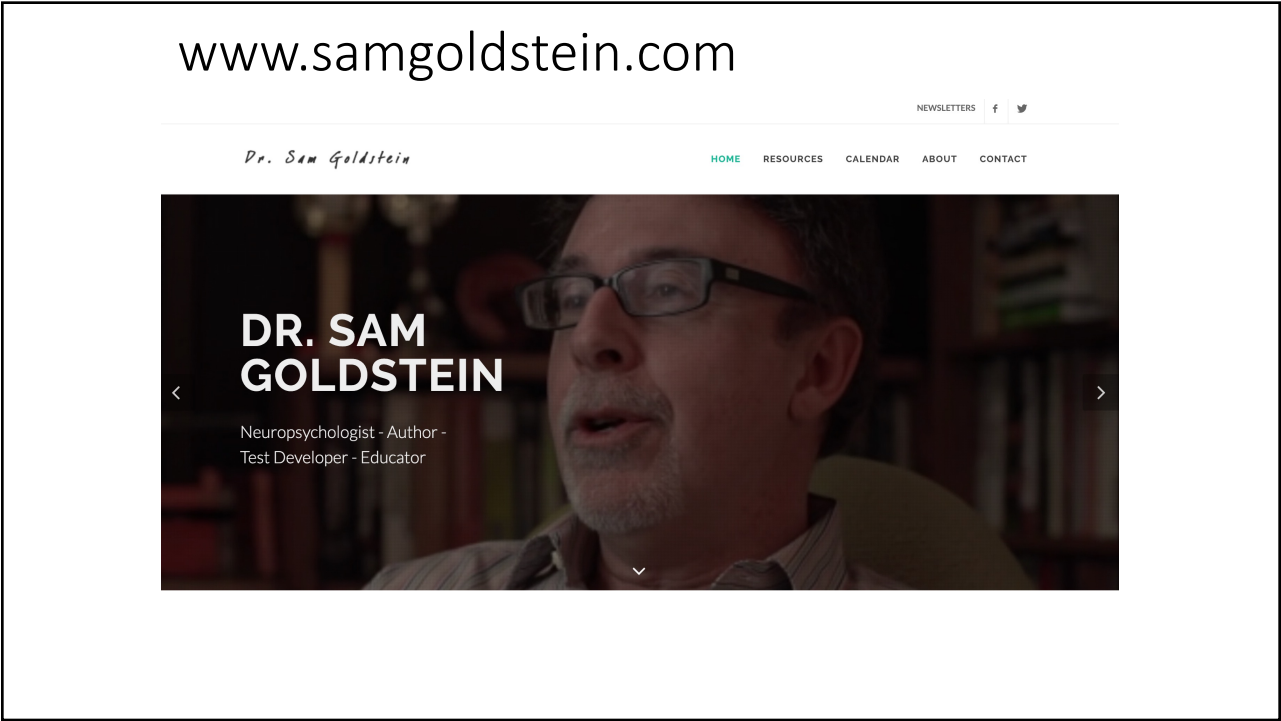 www.samgoldstein.com
NEWSLETTERS
Dr. Sam Goldstein
HOME RESOURCES CALENDAR ABOUT CONTACT
DR. SAM
GOLDSTEIN
Neuropsychologist - Author -
Test Developer - Educator